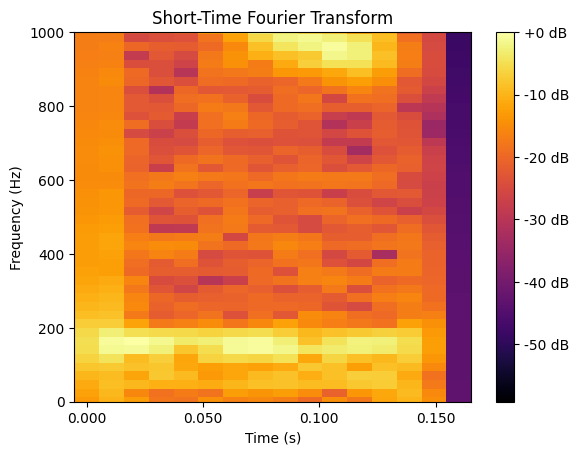 Short-Time Fourier Transform
1000
800
600
400
200
0
Frequency (Hz)
0.000
0.050
0.100
0.150
Time (s)
+0 dB
-10 dB
-20 dB
-30 dB
-40 dB
-50 dB